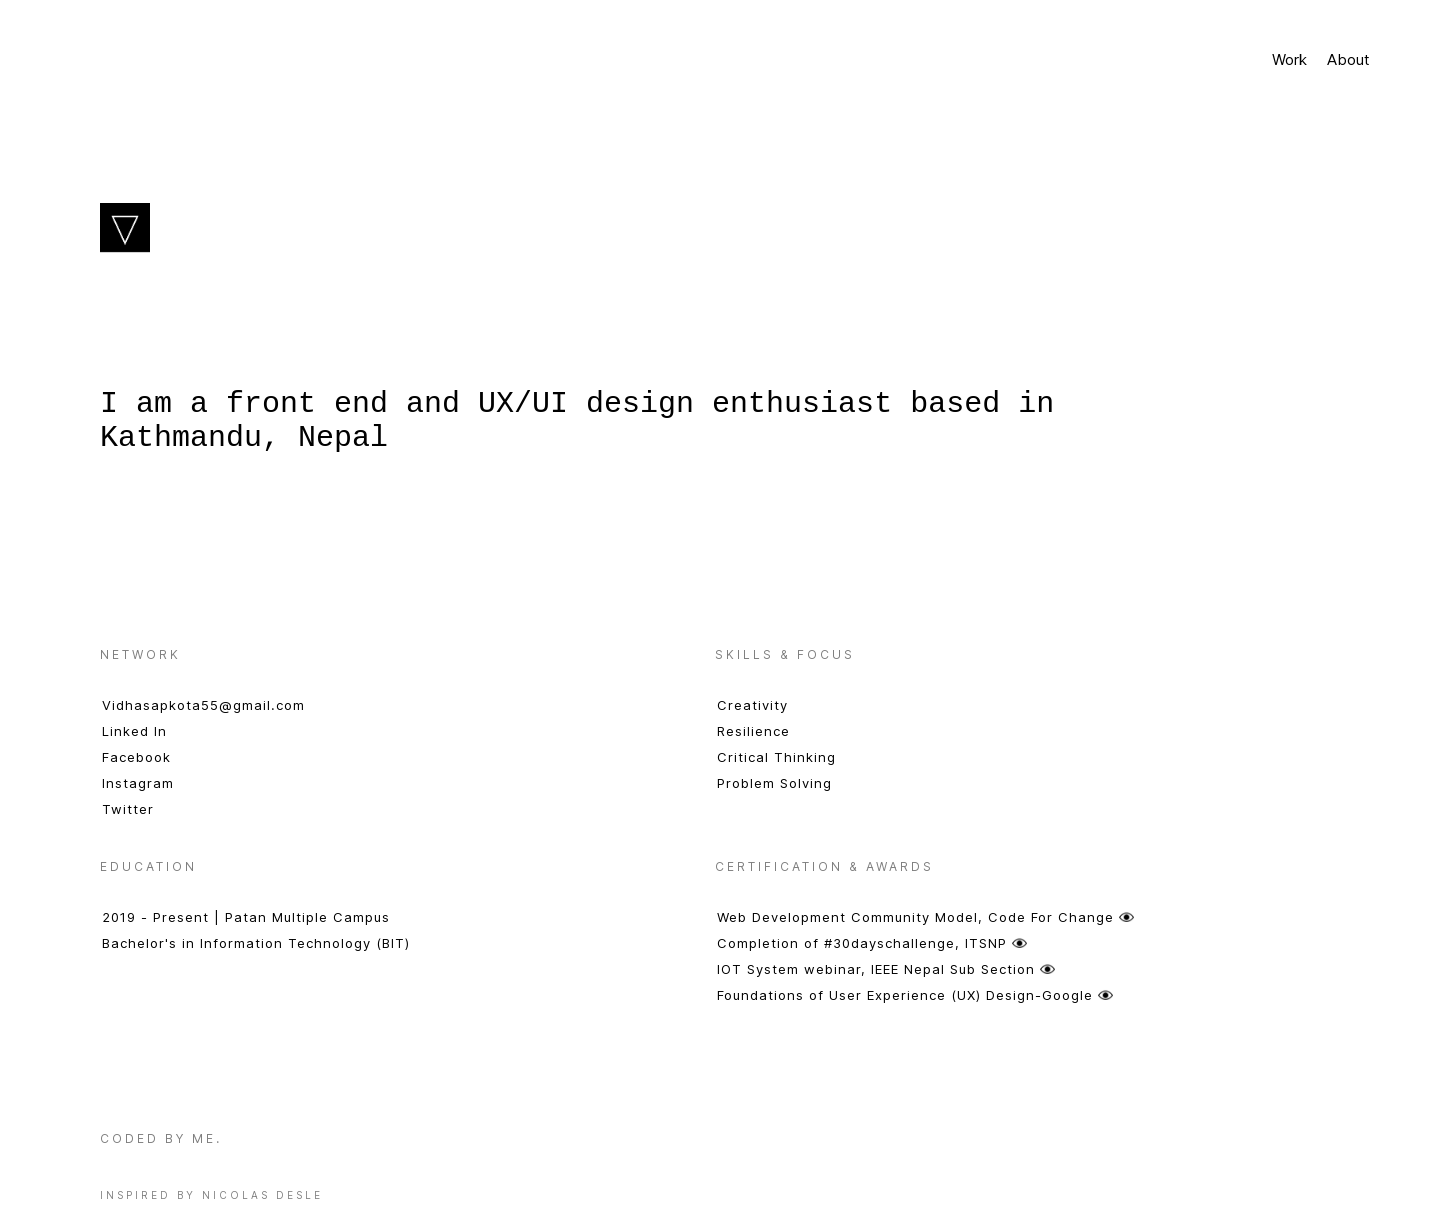 Work About
I am a front end and UX/UI design enthusiast based in
Kathmandu, Nepal
NETWORK
Vidhasapkota55@gmail.com
Linked In
Facebook
Instagram
Twitter
SKILLS & FOCUS
Creativity
Resilience
Critical Thinking
Problem Solving
EDUCATION
2019 - Present | Patan Multiple Campus
Bachelor's in Information Technology (BIT)
CERTIFICATION & AWARDS
Web Development Community Model, Code For Change
Completion of #30dayschallenge, ITSNP
IOT System webinar, IEEE Nepal Sub Section
Foundations of User Experience (UX) Design-Google
CODED BY ME.
INSPIRED BY NICOLAS DESLE